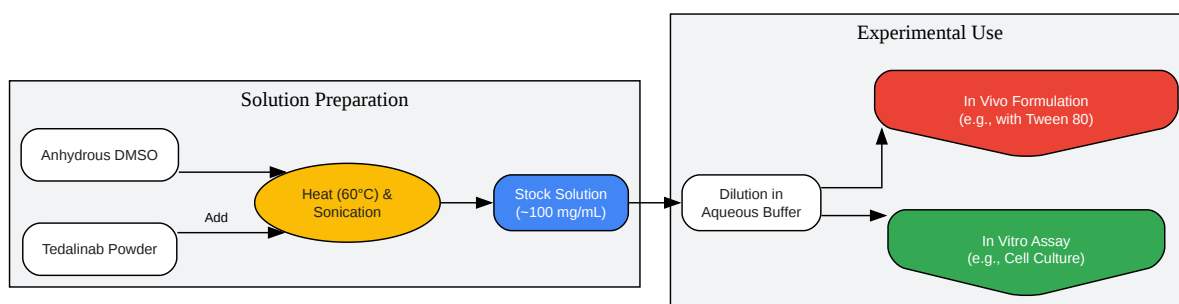 Solution Preparation
Anhydrous DMSO
Tedalinab Powder
Add
Heat (60°C) &
Sonication
Stock Solution
(~100 mg/mL)
Experimental Use
Dilution in
Aqueous Buffer
In Vivo Formulation
(e.g., with Tween 80)
In Vitro Assay
(e.g., Cell Culture)